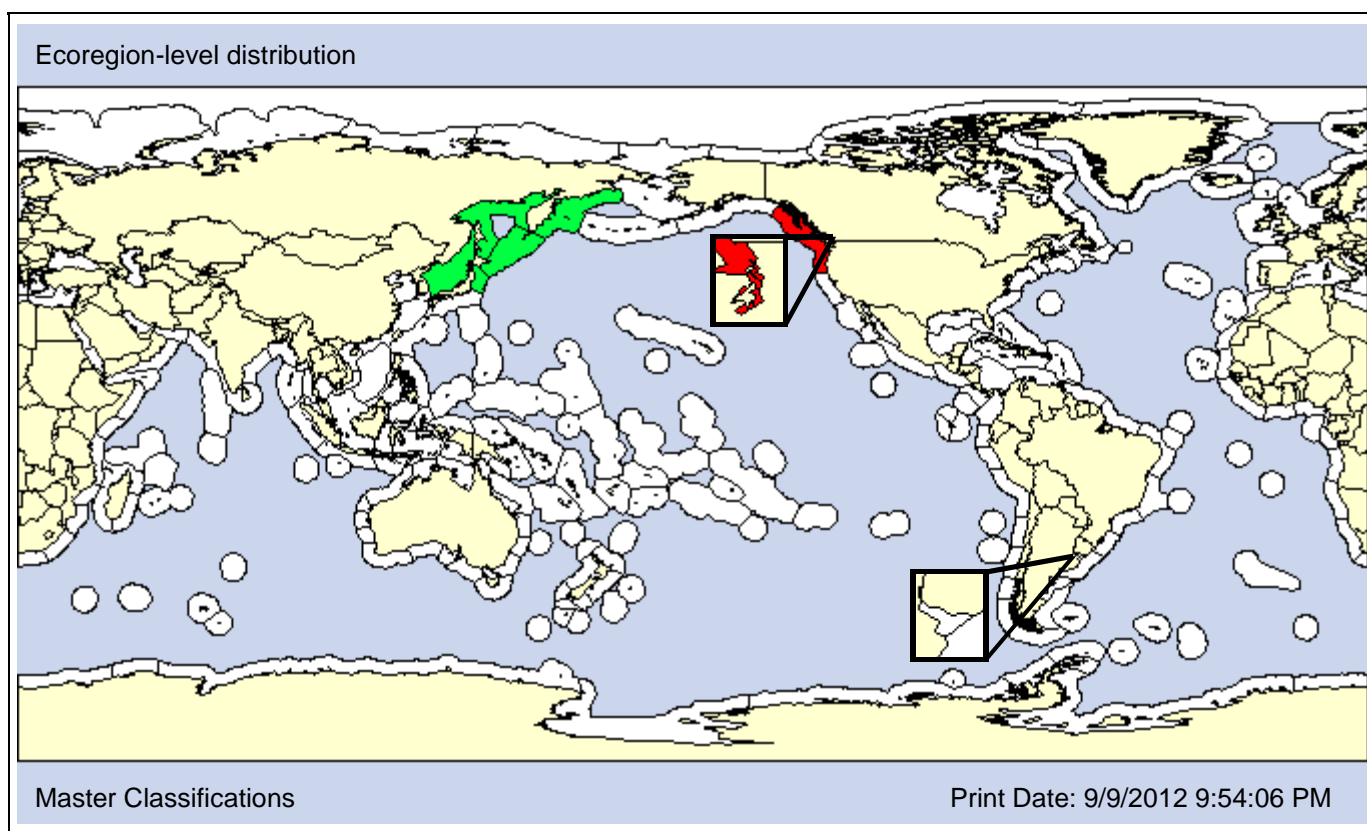 Ecoregion-level distribution
Master Classifications
Print Date: 9/9/2012 9:54:06 PM